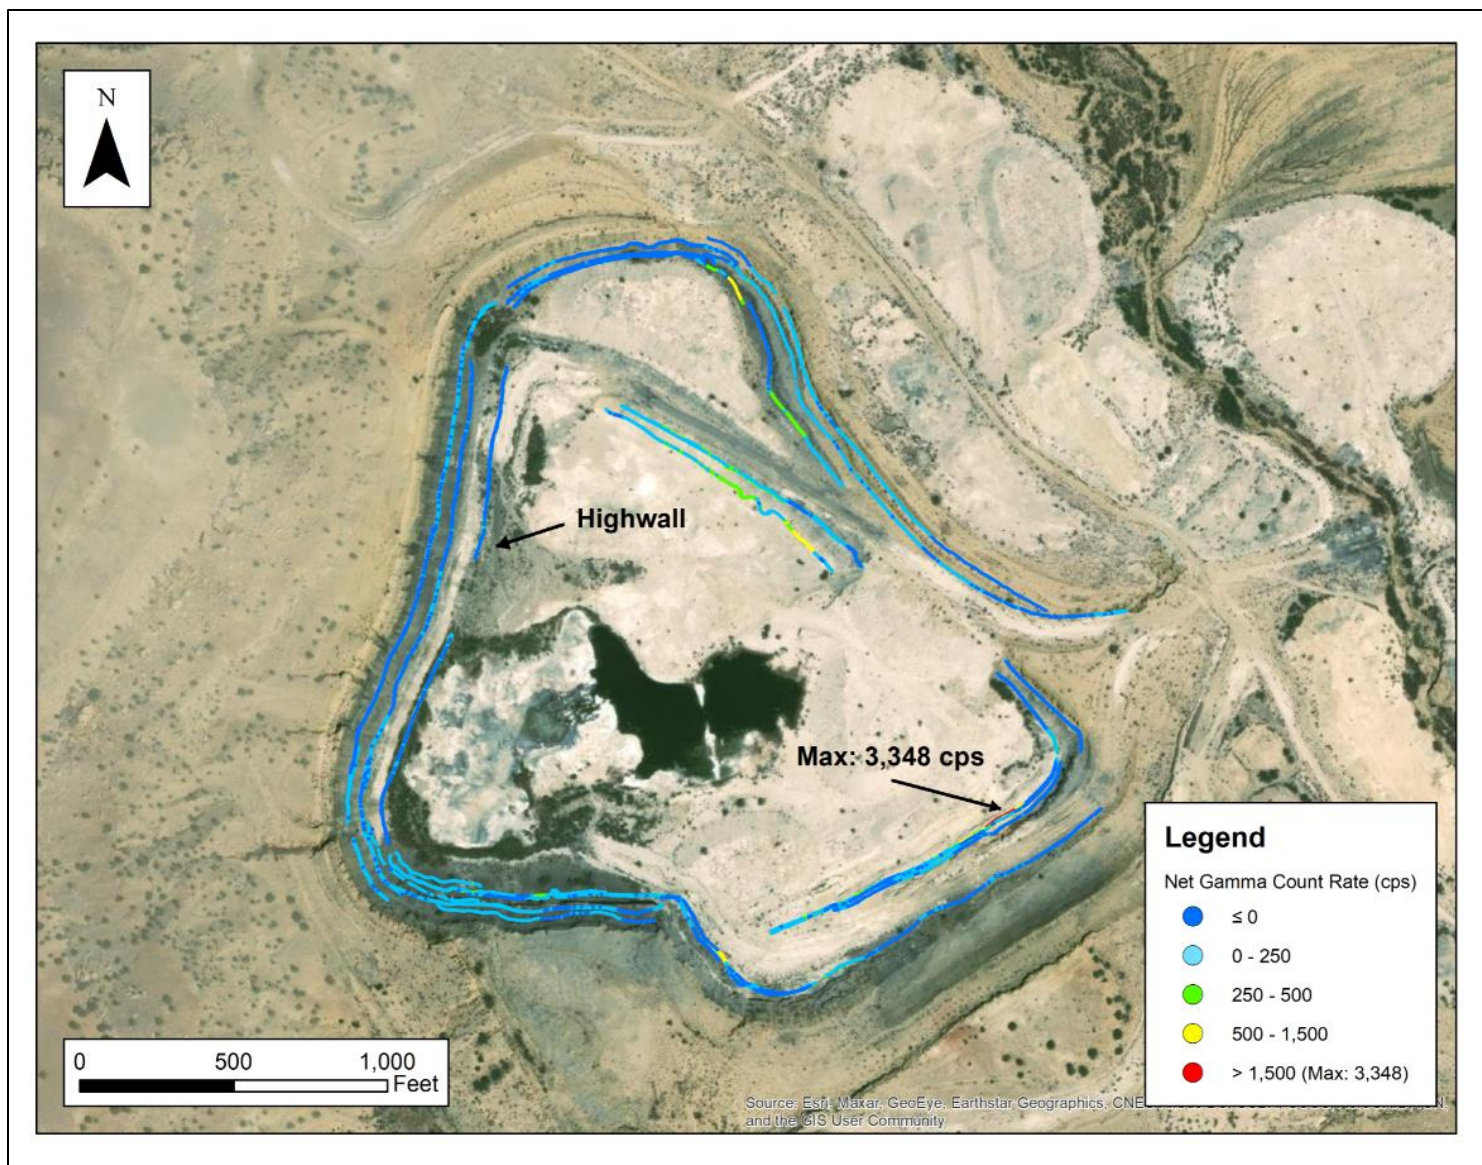 N
Highwall
Max: 3,348 cps
Legend
Net Gamma Count Rate (cps)
≤ 0
0 - 250
250 - 500
500 - 1,500
> 1,500 (Max: 3,348)
0 500 1,000
Feet
Source: Esri, Maxar, GeoEye, Earthstar Geographics,
and the GIS User Community